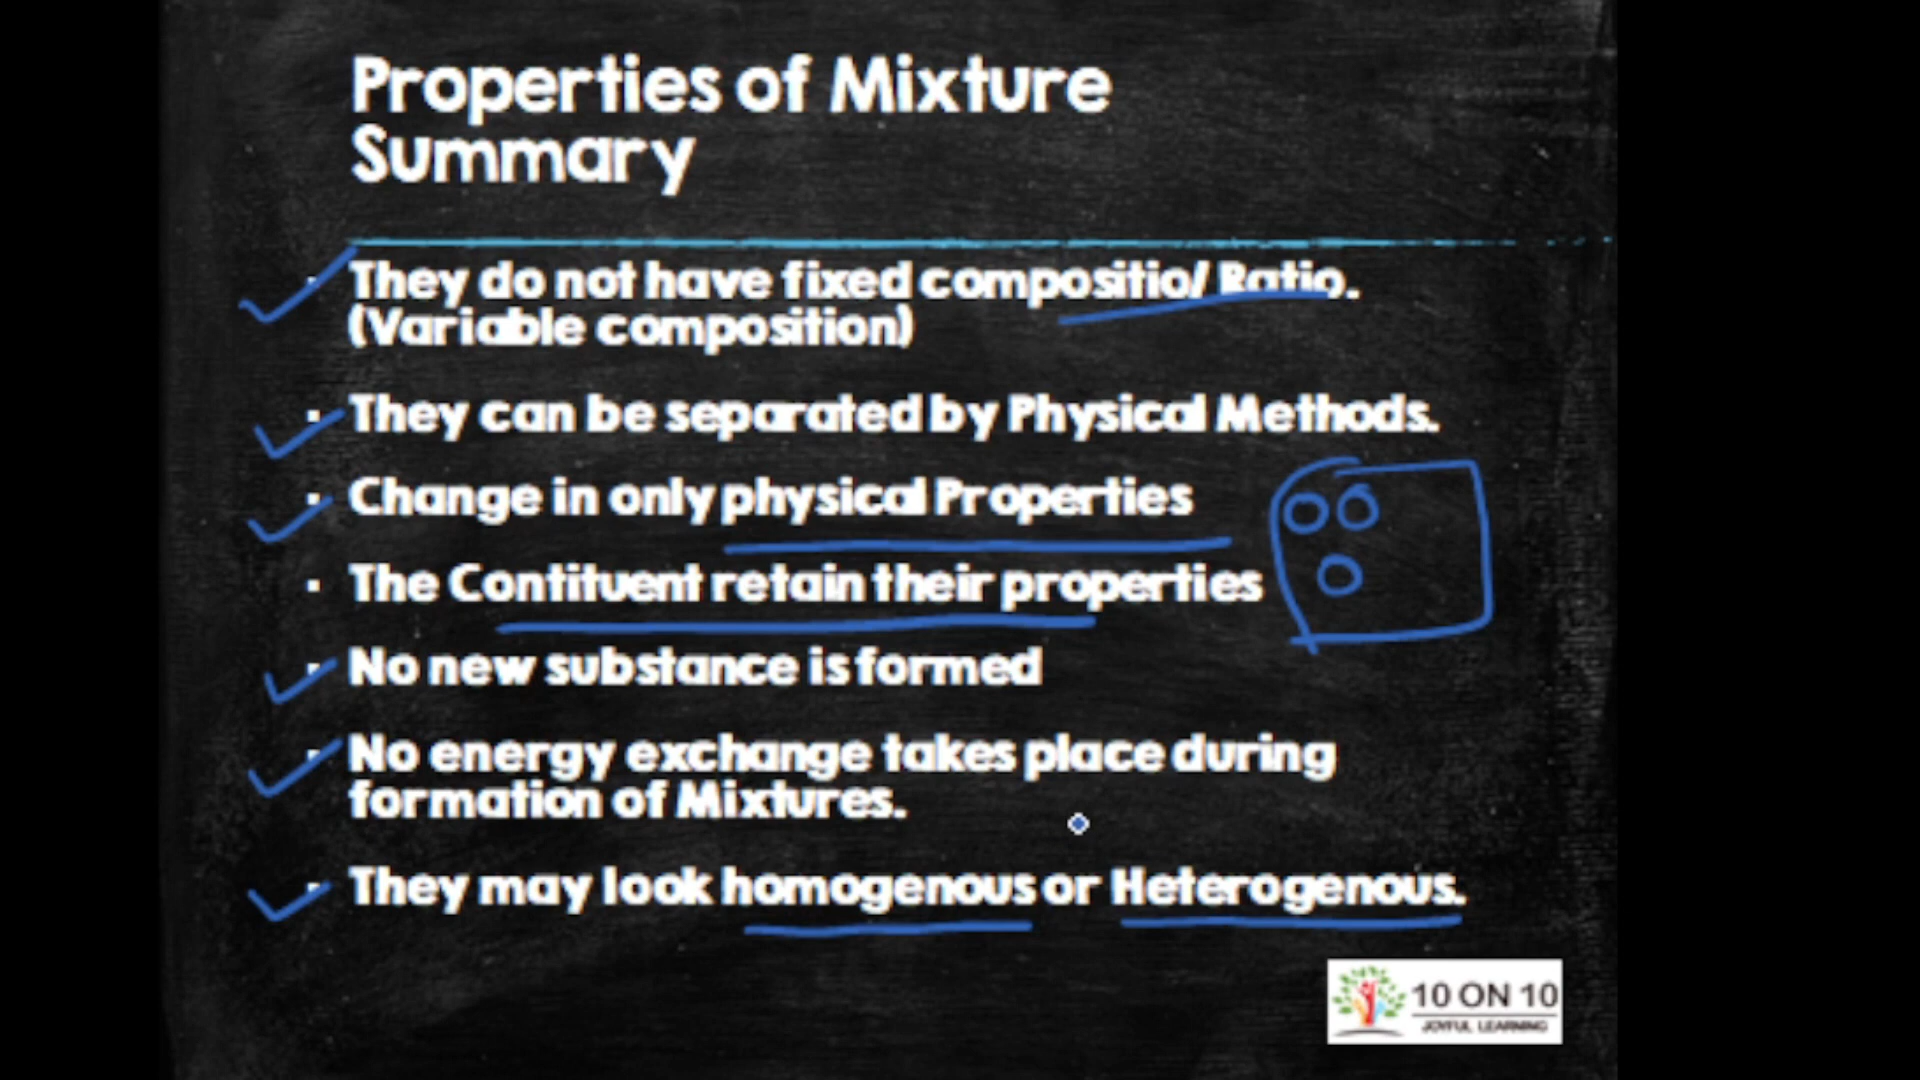 Properties of Mixture
Summary
They do not have fixed compositio/ Ratio.
(Variable composition)
They can be separated by Physical Methods.
Change in only physical Properties
The Contituent retain their properties
No new substance is formed
No energy exchange takes place during
formation of Mixtures.
They may look homogenous or Heterogenous.
10 ON 10
JOYFUL LEARNING